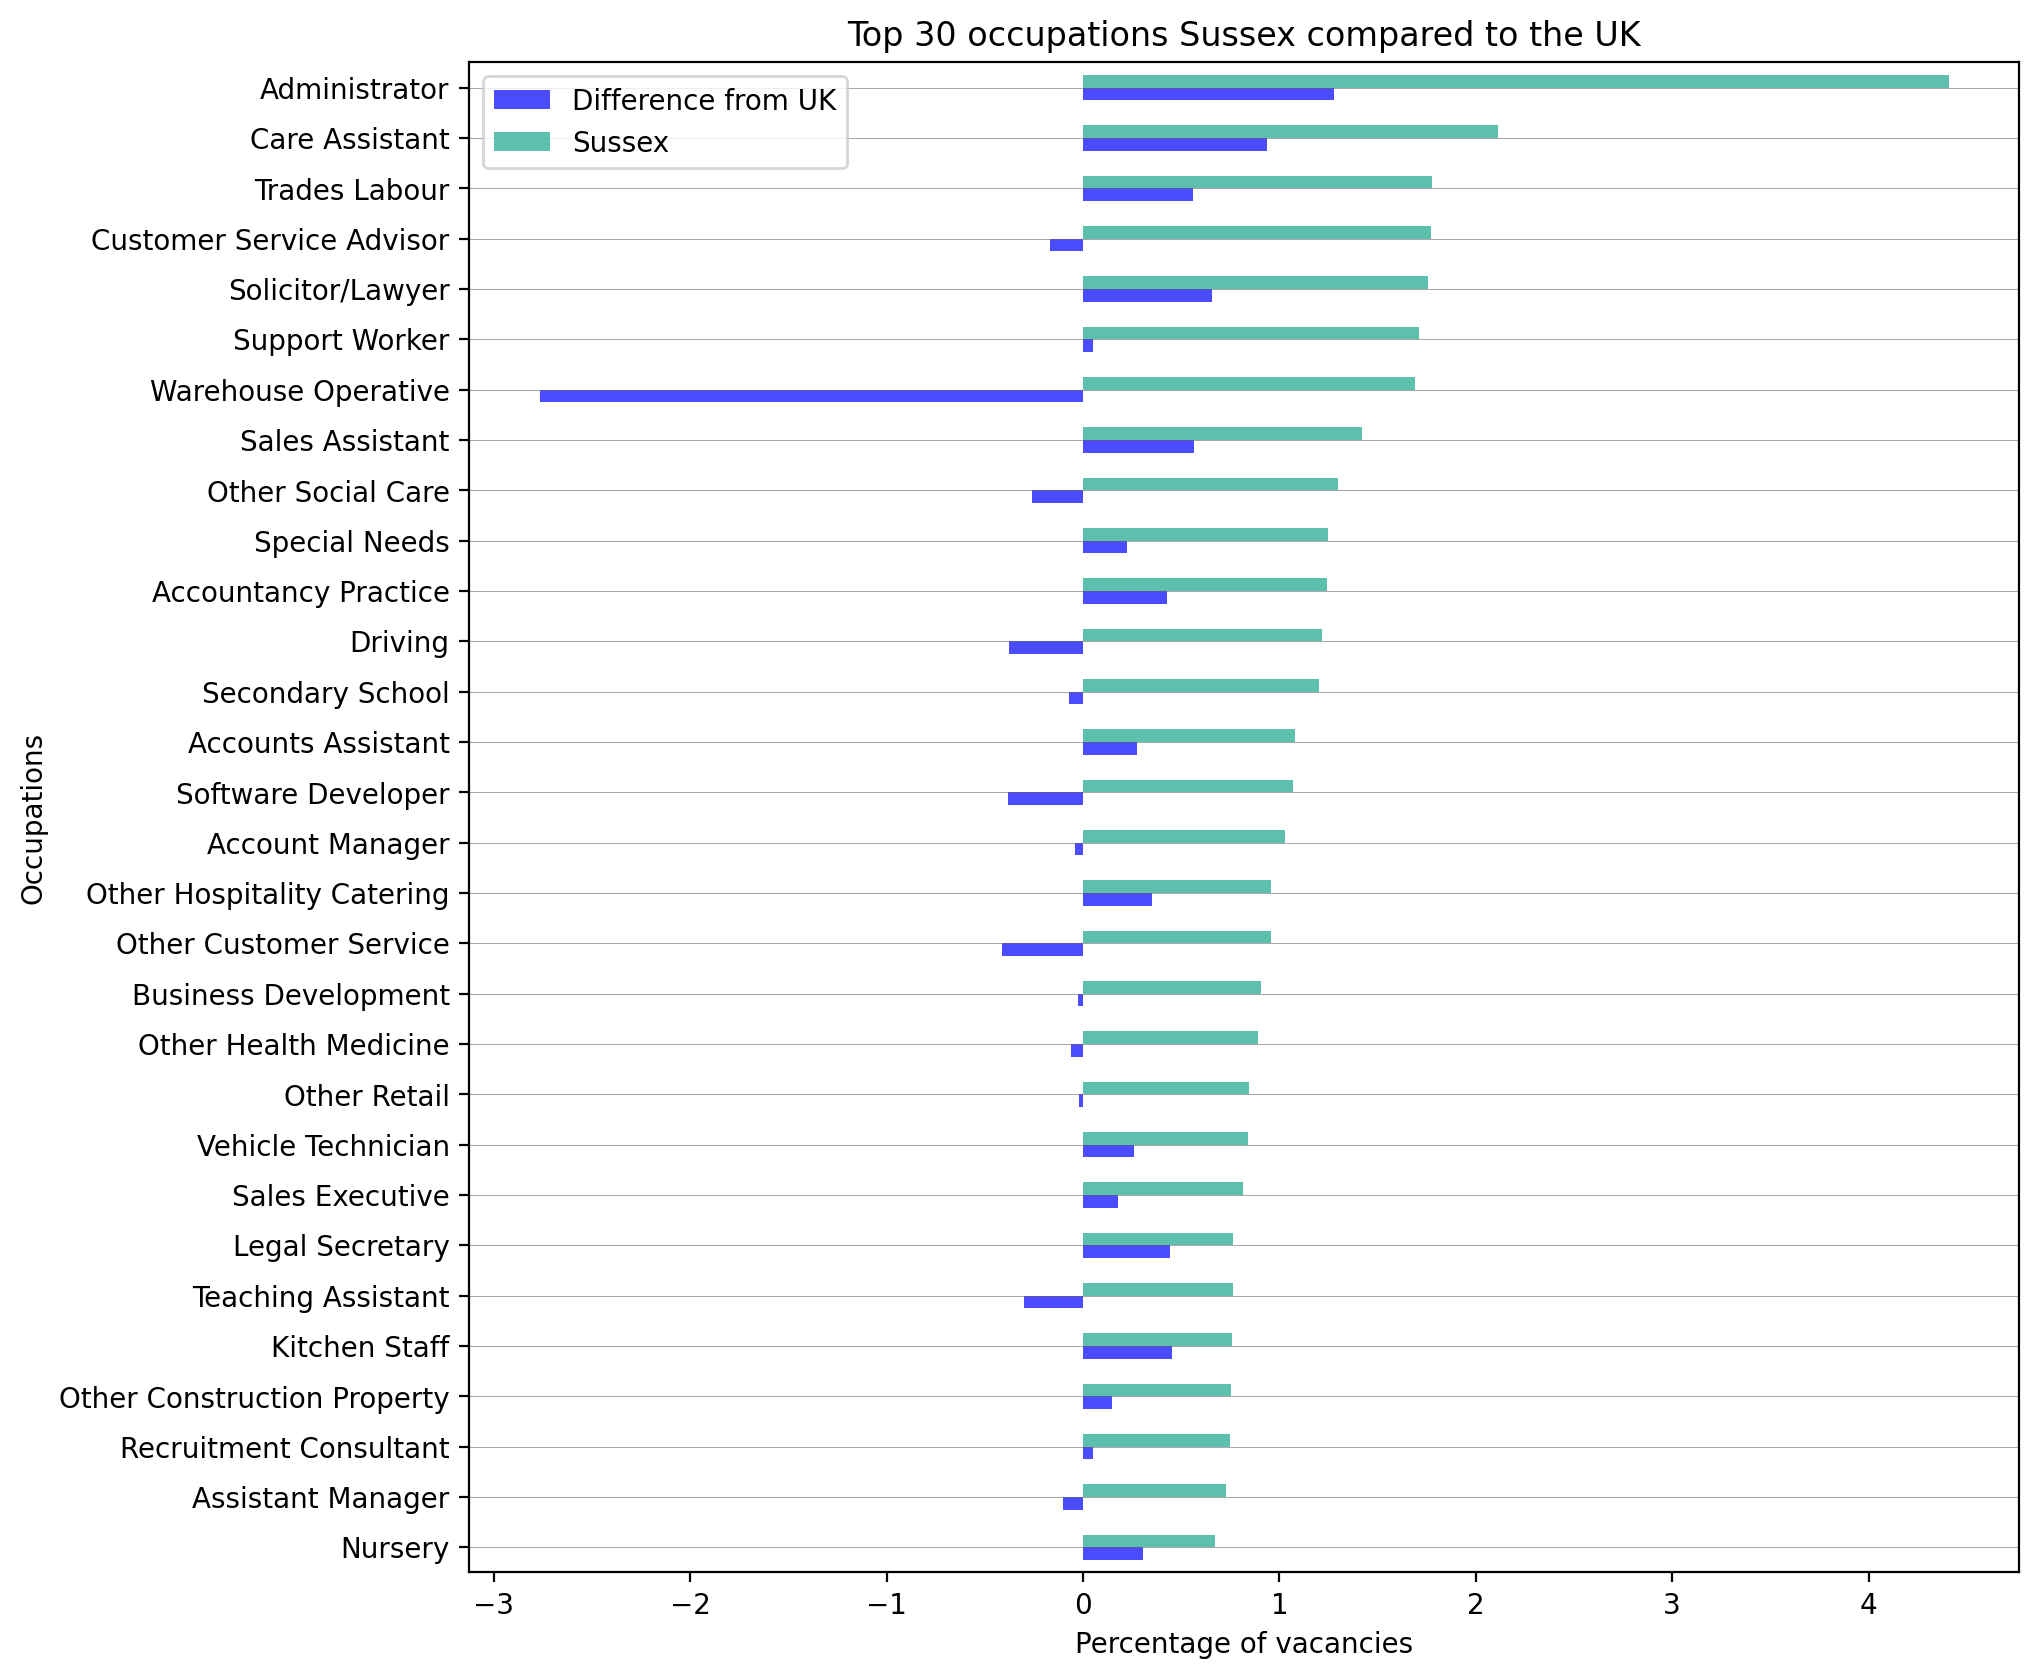 Top 30 occupations Sussex compared to the UK
Difference from UK
Sussex
Administrator
Care Assistant
Trades Labour
Customer Service Advisor
Solicitor/Lawyer
Support Worker
Warehouse Operative
Sales Assistant
Other Social Care
Special Needs
Accountancy Practice
Driving
Secondary School
Accounts Assistant
Software Developer
Account Manager
Other Hospitality Catering
Other Customer Service
Business Development
Other Health Medicine
Other Retail
Vehicle Technician
Sales Executive
Legal Secretary
Teaching Assistant
Kitchen Staff
Other Construction Property
Recruitment Consultant
Assistant Manager
Nursery
Occupations
−3 −2 −1 0 1 2 3 4
Percentage of vacancies